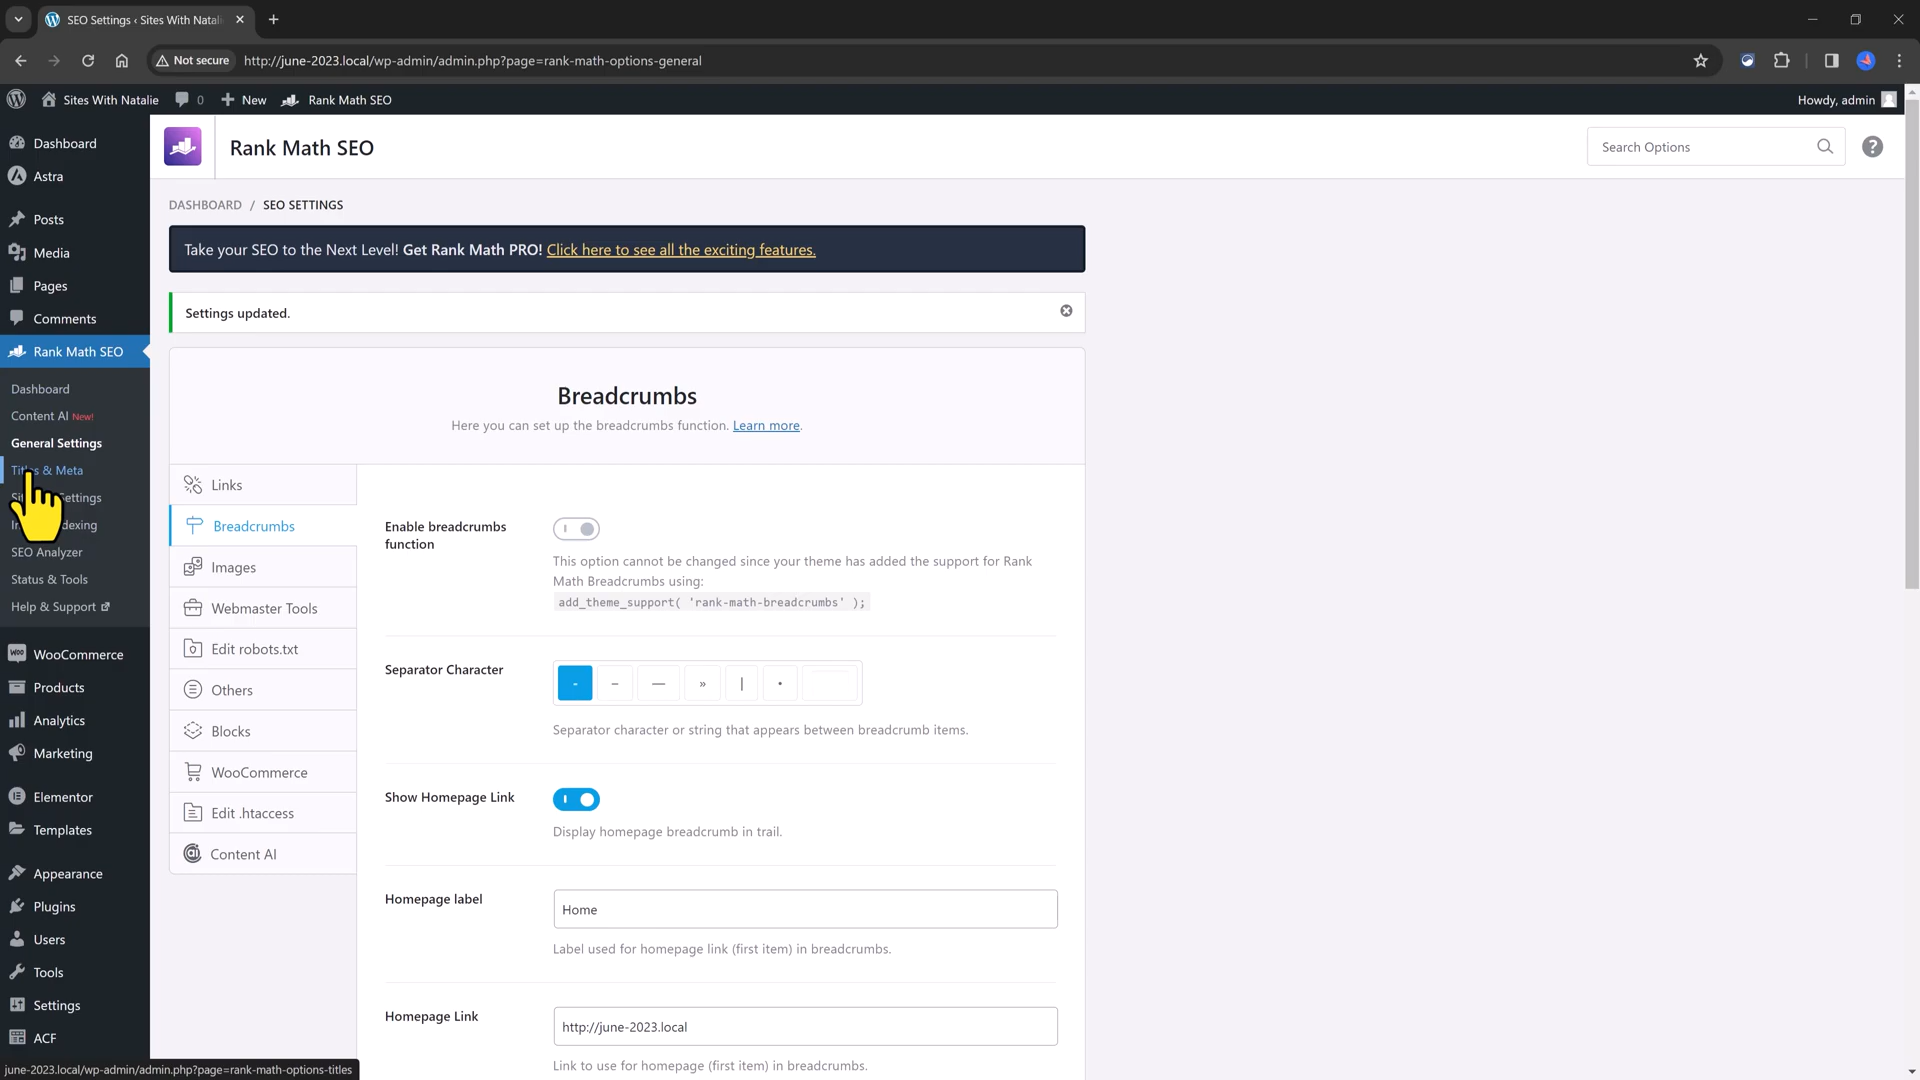 SEO Settings ‹ Sites With Natali
Not secure
http://june-2023.local/wp-admin/admin.php?page=rank-math-options-general
Sites With Natalie
0
New
Rank Math SEO
Howdy, admin
Dashboard
Astra
Posts
Media
Pages
Comments
Rank Math SEO
Dashboard
Content AI New!
General Settings
Titles & Meta
ettings
exing
SEO Analyzer
Status & Tools
Help & Support
WooCommerce
Products
Analytics
Marketing
Elementor
Templates
Appearance
Plugins
Users
Tools
Settings
ACF
june-2023.local/wp-admin/admin.php?page=rank-math-options-titles
Rank Math SEO
Search Options
DASHBOARD / SEO SETTINGS
Take your SEO to the Next Level! Get Rank Math PRO! Click here to see all the exciting features.
Settings updated.
Breadcrumbs
Here you can set up the breadcrumbs function. Learn more.
Links
Breadcrumbs
Images
Webmaster Tools
Edit robots.txt
Others
Blocks
WooCommerce
Edit .htaccess
Content AI
Enable breadcrumbs
function
This option cannot be changed since your theme has added the support for Rank
Math Breadcrumbs using:
add_theme_support( 'rank-math-breadcrumbs' );
Separator Character
- – — » | •
Separator character or string that appears between breadcrumb items.
Show Homepage Link
Display homepage breadcrumb in trail.
Homepage label
Home
Label used for homepage link (first item) in breadcrumbs.
Homepage Link
http://june-2023.local
Link to use for homepage (first item) in breadcrumbs.